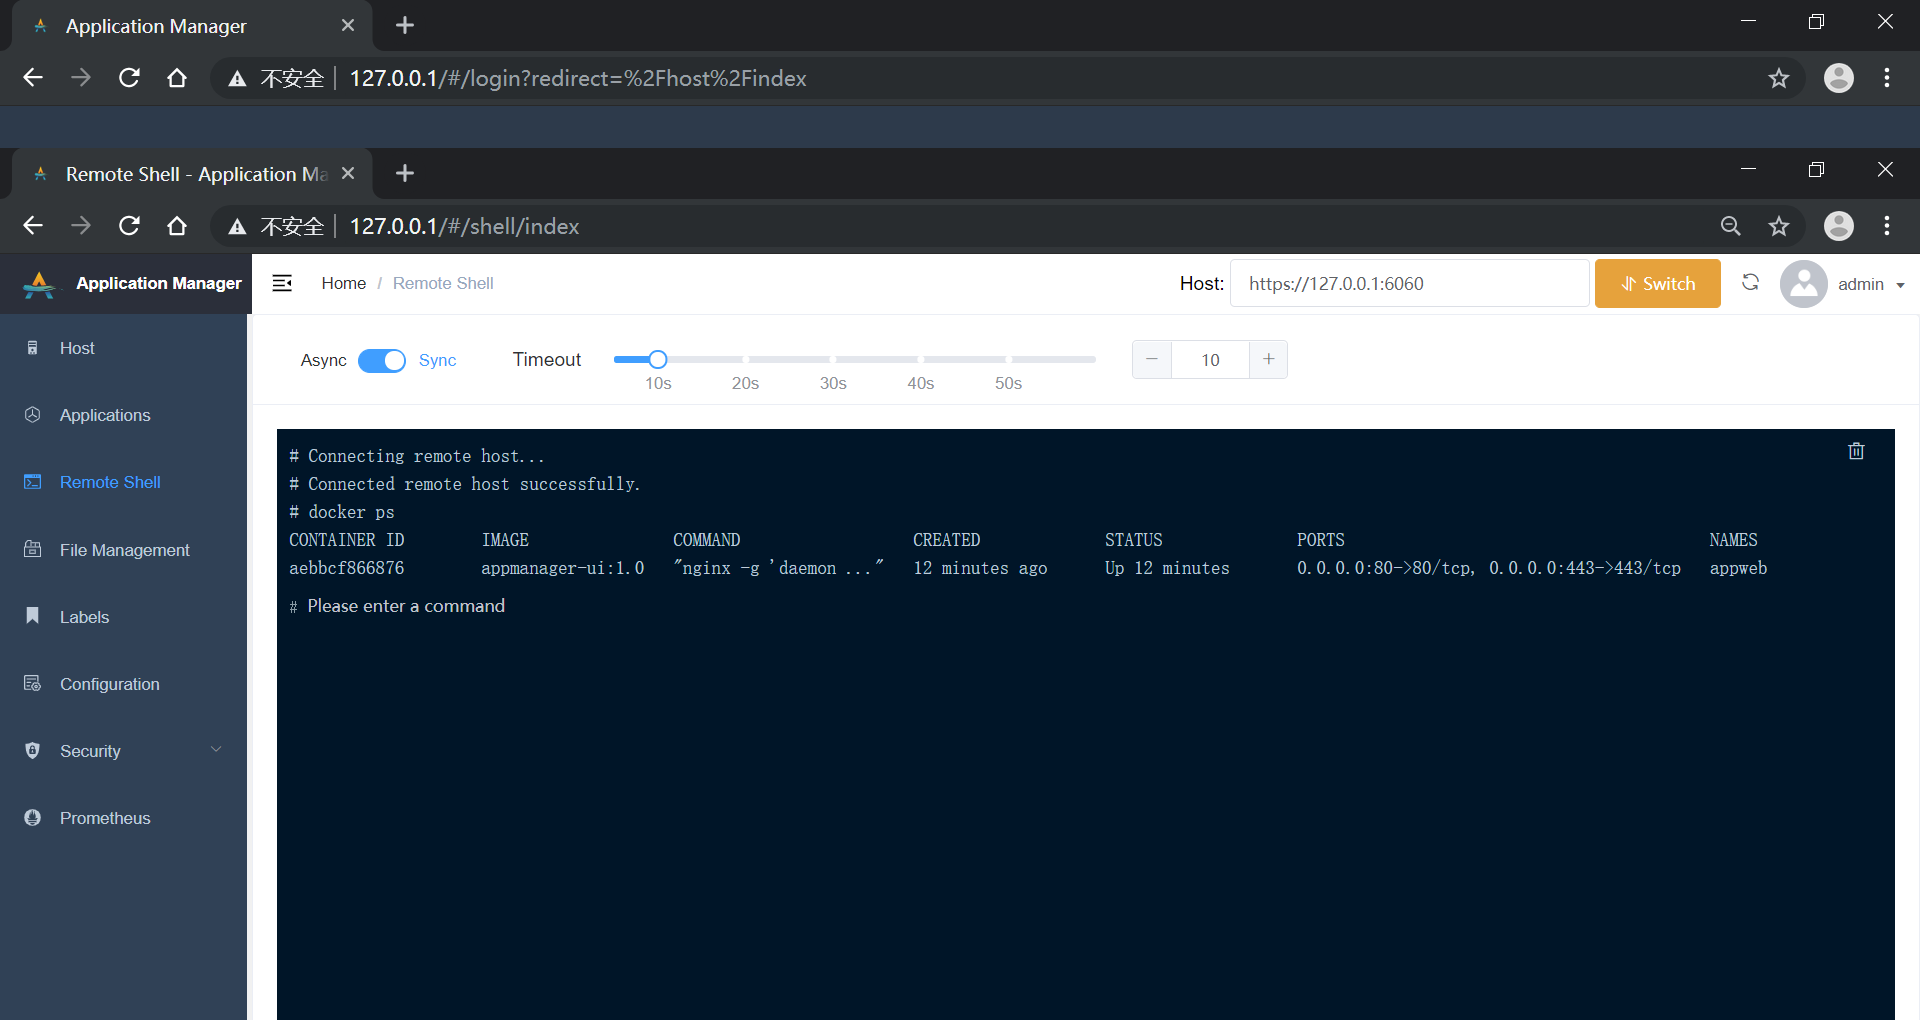 Application Manager
不安全 127.0.0.1/#/login?redirect=%2Fhost%2Findex
Remote Shell - Application Ma
不安全 127.0.0.1/#/shell/index
Application Manager
Home / Remote Shell
Host: https://127.0.0.1:6060 Switch admin
Host
Applications
Remote Shell
File Management
Labels
Configuration
Security
Prometheus
Async Sync Timeout 10s 20s 30s 40s 50s − 10 +
# Connecting remote host...
# Connected remote host successfully.
# docker ps
CONTAINER ID IMAGE COMMAND CREATED STATUS PORTS NAMES
aebbcf866876 appmanager-ui:1.0 "nginx -g 'daemon ..." 12 minutes ago Up 12 minutes 0.0.0.0:80->80/tcp, 0.0.0.0:443->443/tcp appweb
# Please enter a command